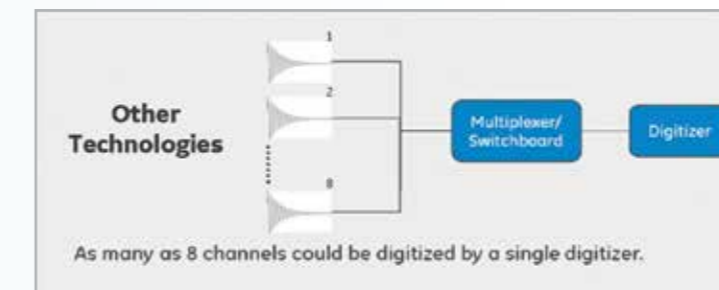 1
Other
Technologies
2
8
Multiplexer/
Switchboard
Digitizer
As many as 8 channels could be digitized by a single digitizer.